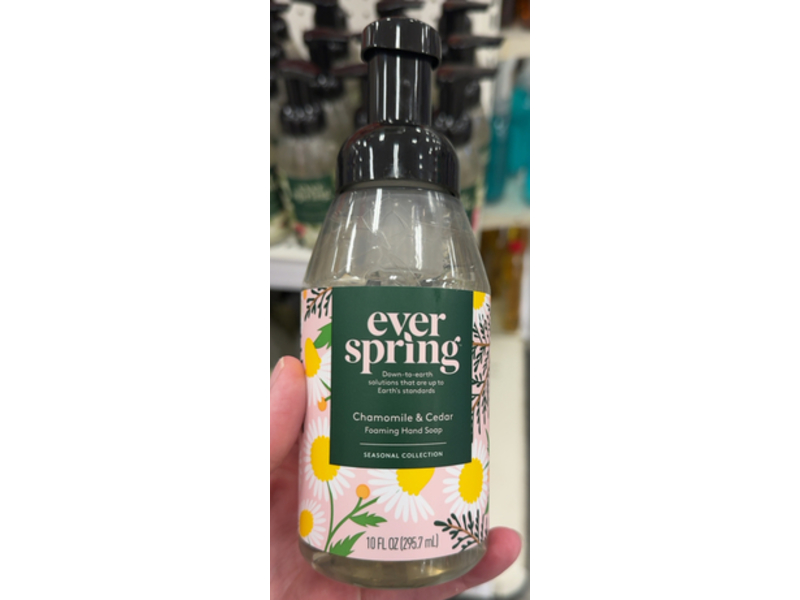 ever
spring
Down-to-earth
solutions that are up to
Earth's standards
Chamomile & Cedar
Foaming Hand Soap
SEASONAL COLLECTION
10 FL OZ (295.7 mL)